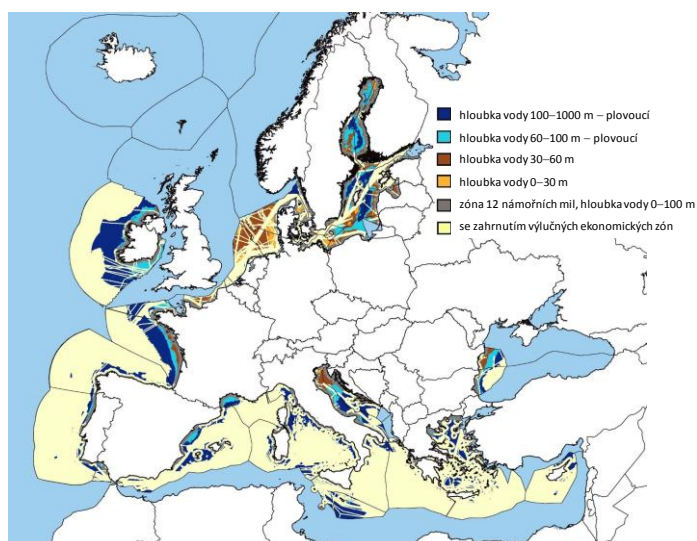 hloubka vody 100–1000 m – plovoucí
hloubka vody 60–100 m – plovoucí
hloubka vody 30–60 m
hloubka vody 0–30 m
zóna 12 námořních mil, hloubka vody 0–100 m
se zahrnutím výlučných ekonomických zón